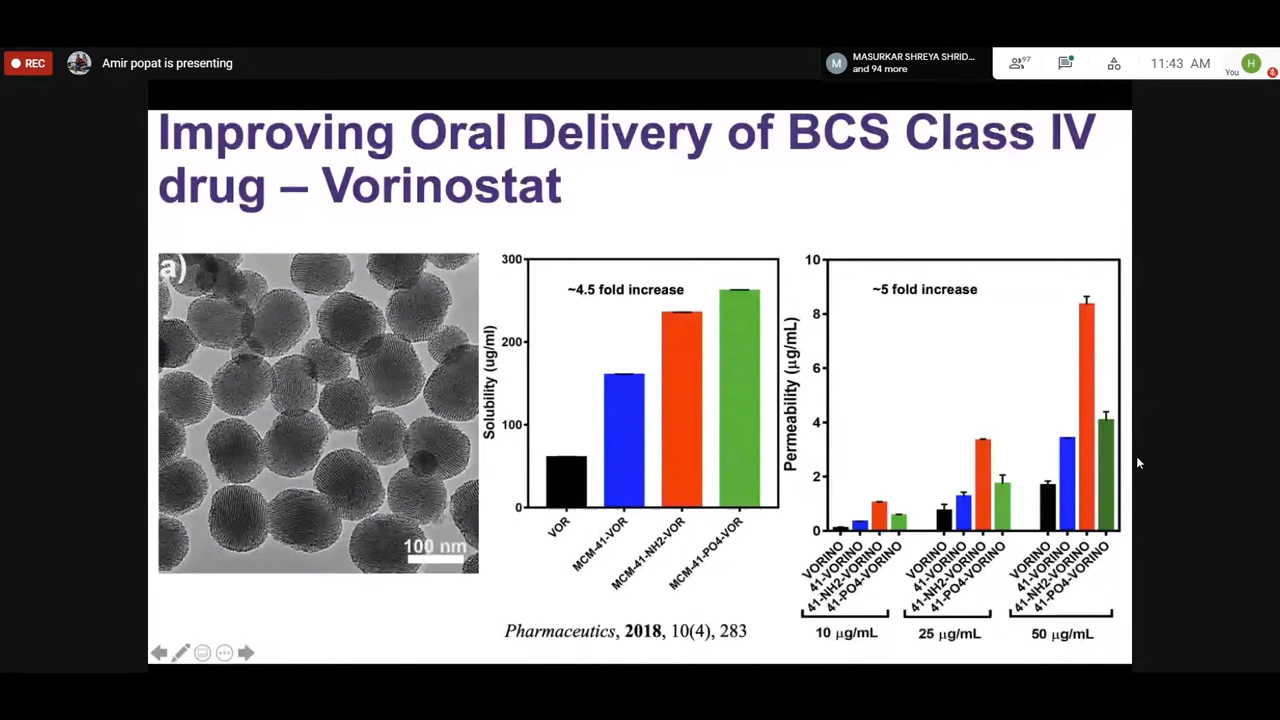 REC
Amir popat is presenting
M
MASURKAR SHREYA SHRID...
and 94 more
97
11:43 AM
You
H
Improving Oral Delivery of BCS Class IV
drug – Vorinostat
a)
100 nm
Solubility (ug/ml)
300
200
100
0
~4.5 fold increase
VOR
MCM-41-VOR
MCM-41-NH2-VOR
MCM-41-PO4-VOR
Permeability (µg/mL)
10
8
6
4
2
0
~5 fold increase
VORINO
41-VORINO
41-NH2-VORINO
41-PO4-VORINO
VORINO
41-VORINO
41-NH2-VORINO
41-PO4-VORINO
VORINO
41-VORINO
41-NH2-VORINO
41-PO4-VORINO
10 µg/mL
25 µg/mL
50 µg/mL
Pharmaceutics, 2018, 10(4), 283